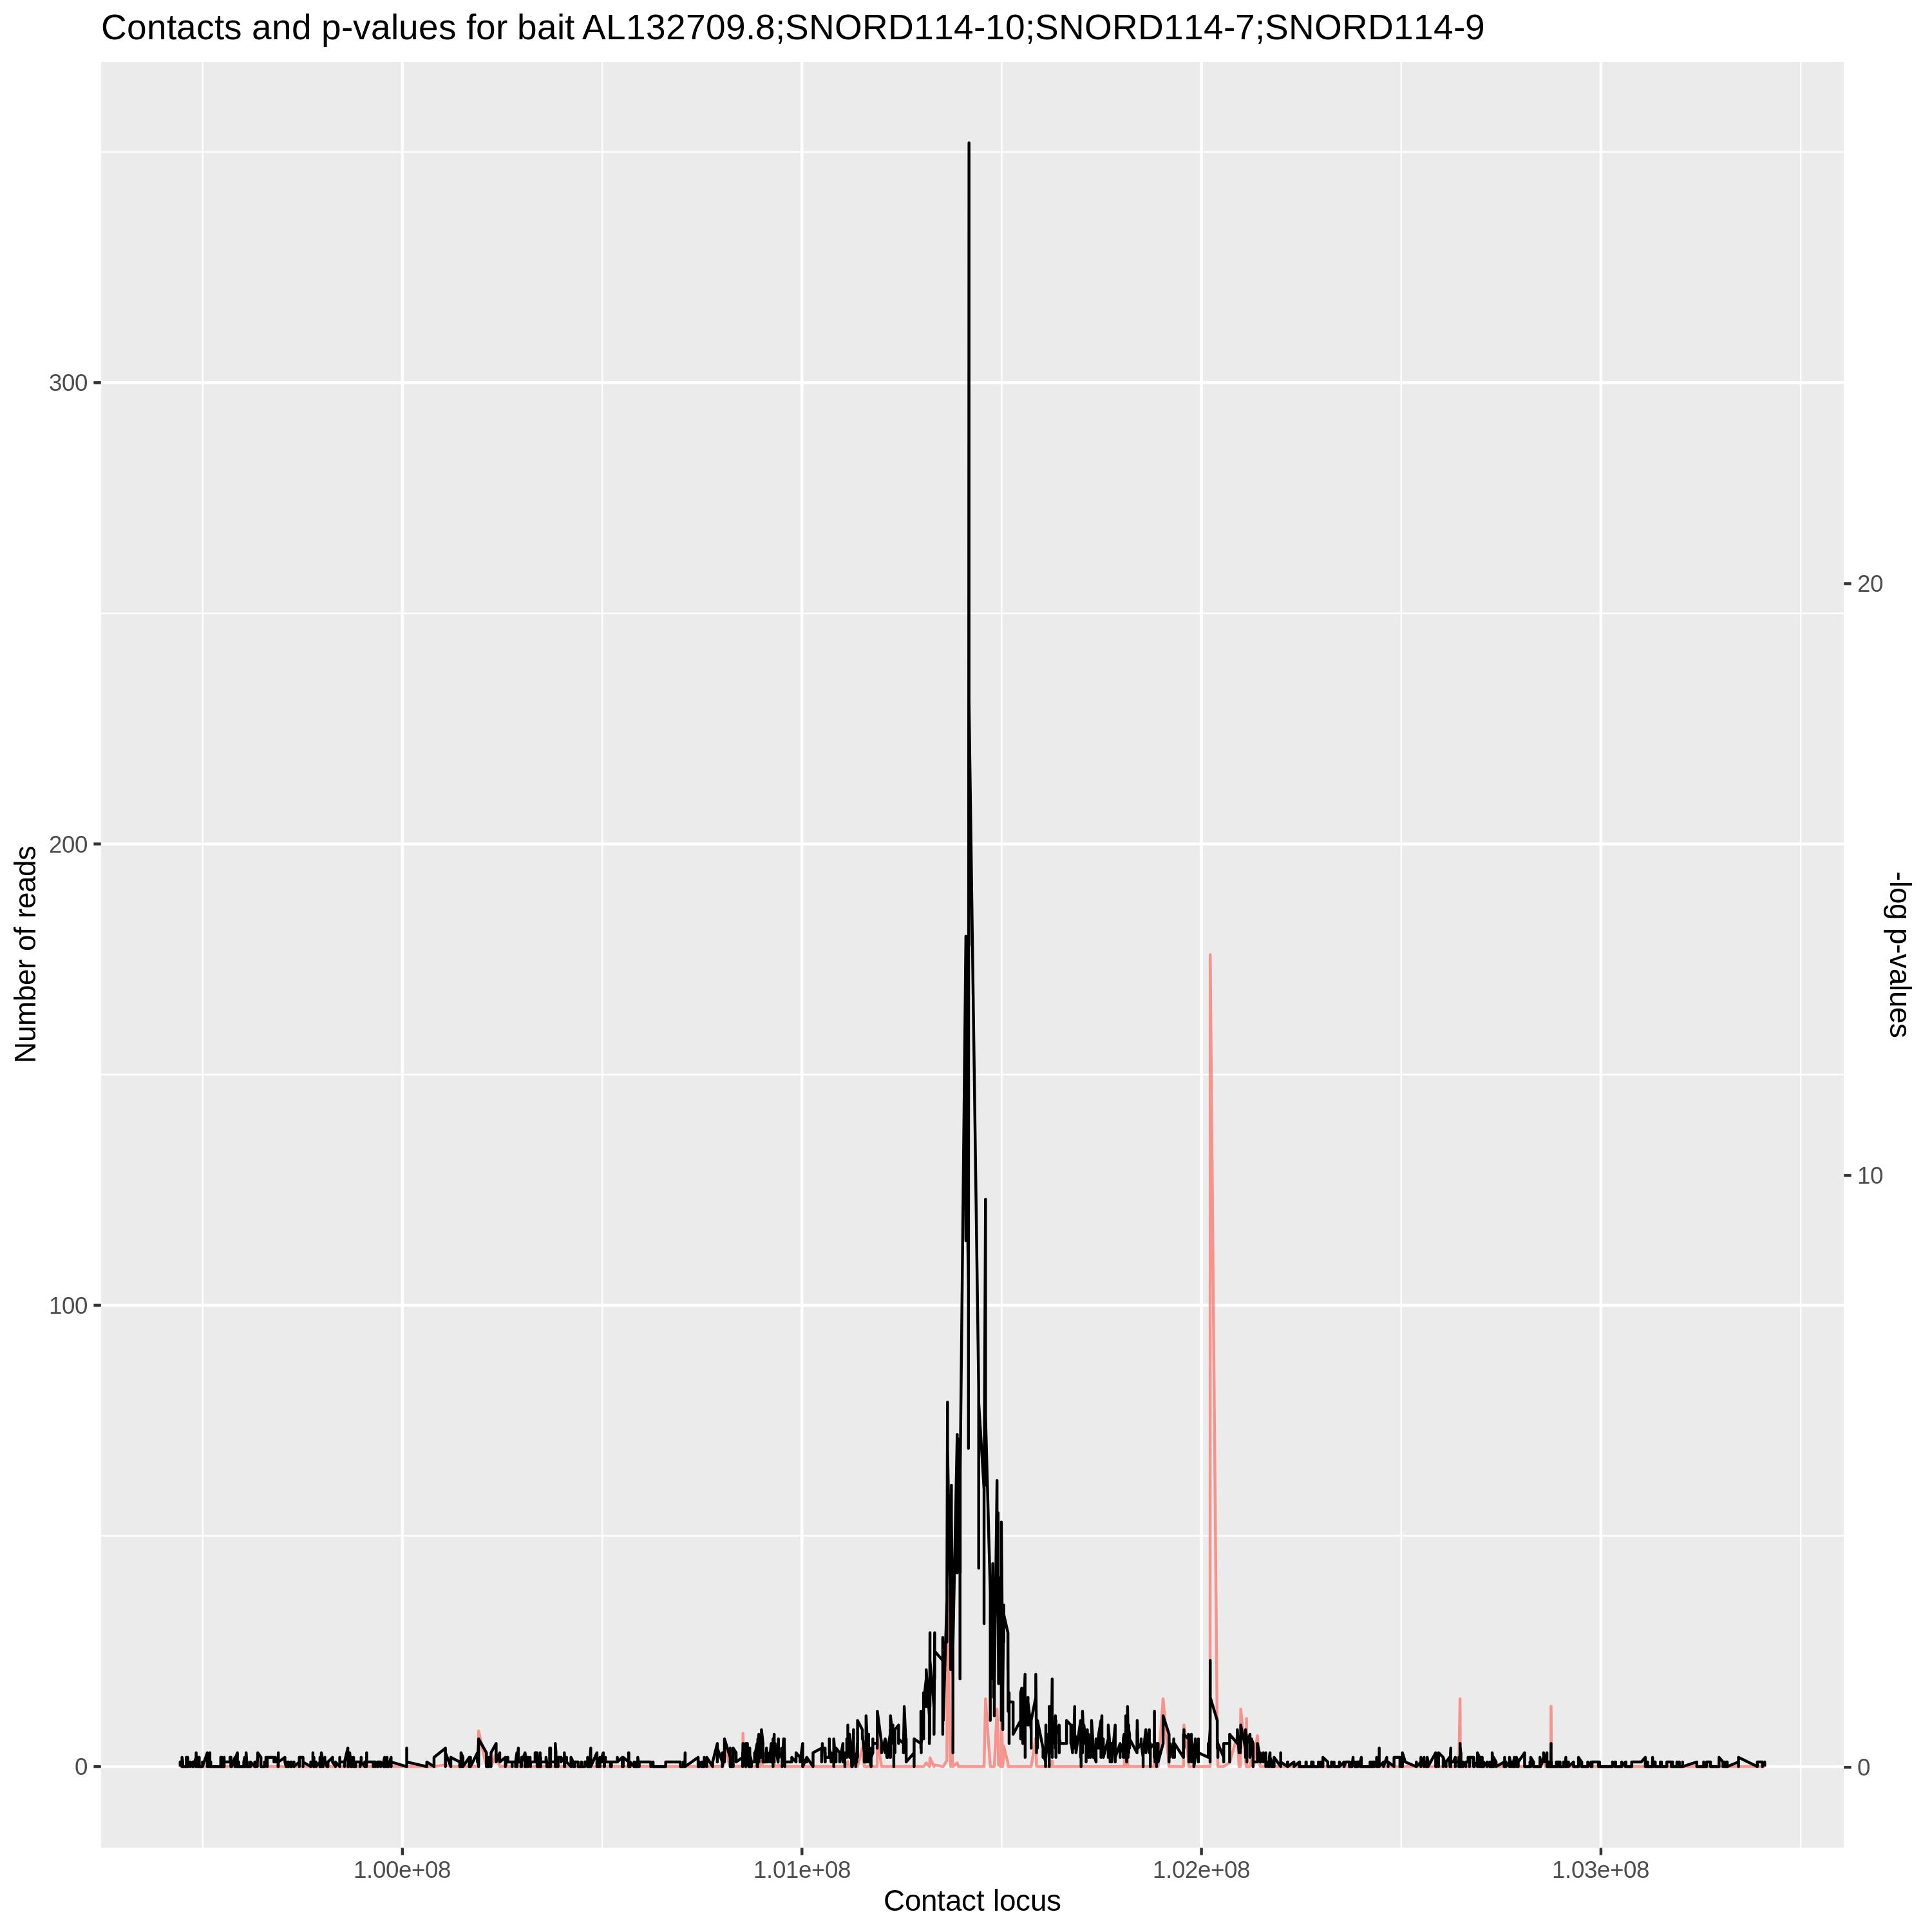 Contacts and p-values for bait AL132709.8;SNORD114-10;SNORD114-7;SNORD114-9
300
200
100
0
Number of reads
20
10
0
-log p-values
1.00e+08
1.01e+08
1.02e+08
1.03e+08
Contact locus